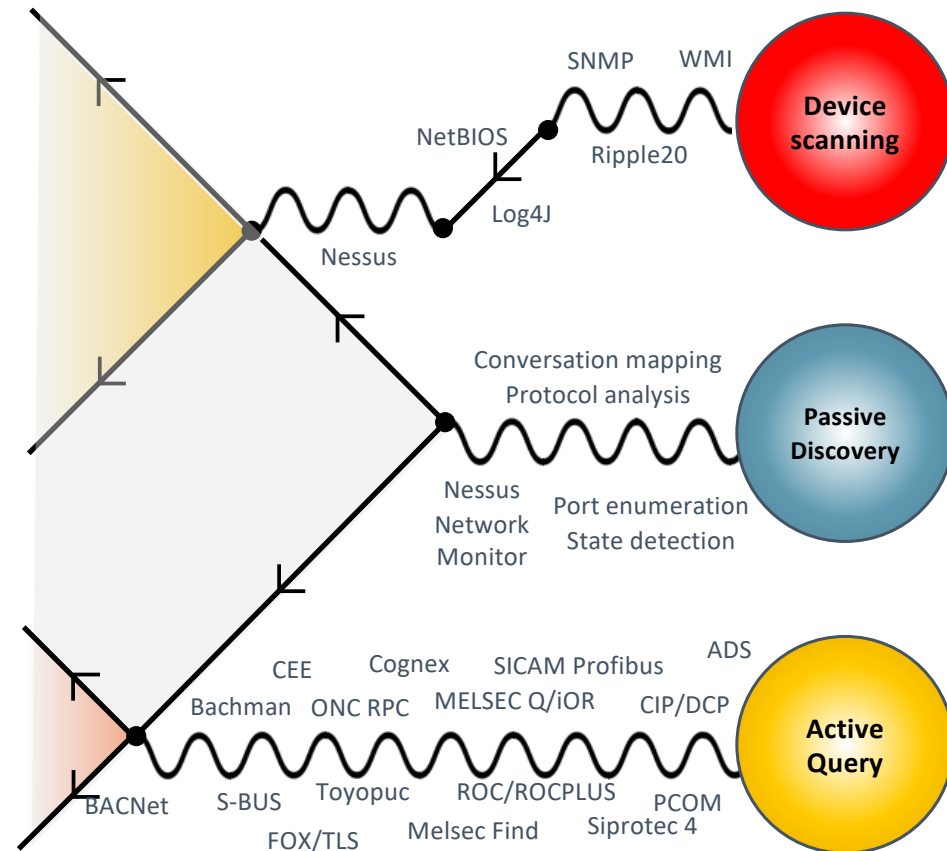 SNMP
WMI
Device
scanning
NetBIOS
Ripple20
Log4J
Nessus
Conversation mapping
Protocol analysis
Passive
Discovery
Nessus
Network
Monitor
Port enumeration
State detection
ADS
CEE
Cognex
SICAM Profibus
Bachman
ONC RPC
MELSEC Q/iOR
CIP/DCP
Active
Query
BACNet
S-BUS
Toyopuc
ROC/ROCPLUS
PCOM
FOX/TLS
Melsec Find
Siprotec 4